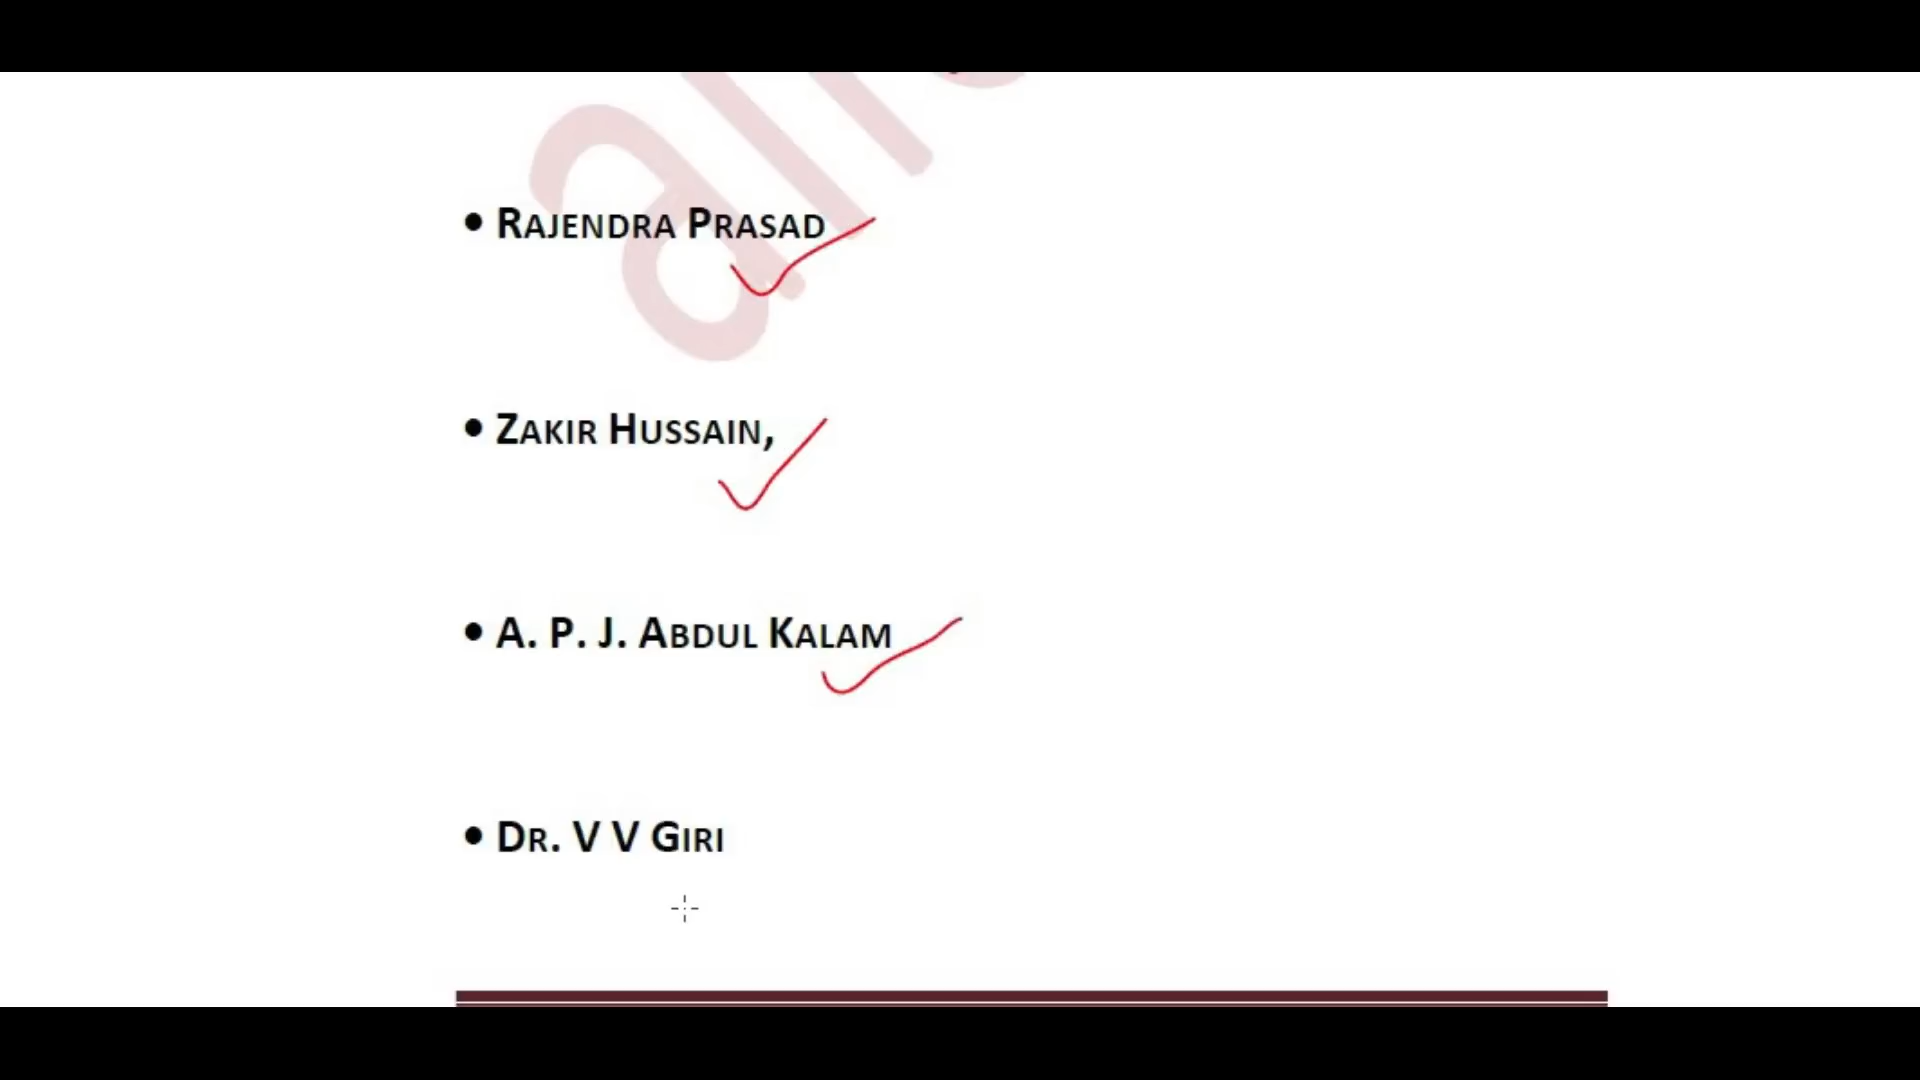 • RAJENDRA PRASAD
• ZAKIR HUSSAIN,
• A. P. J. ABDUL KALAM
• DR. V V GIRI